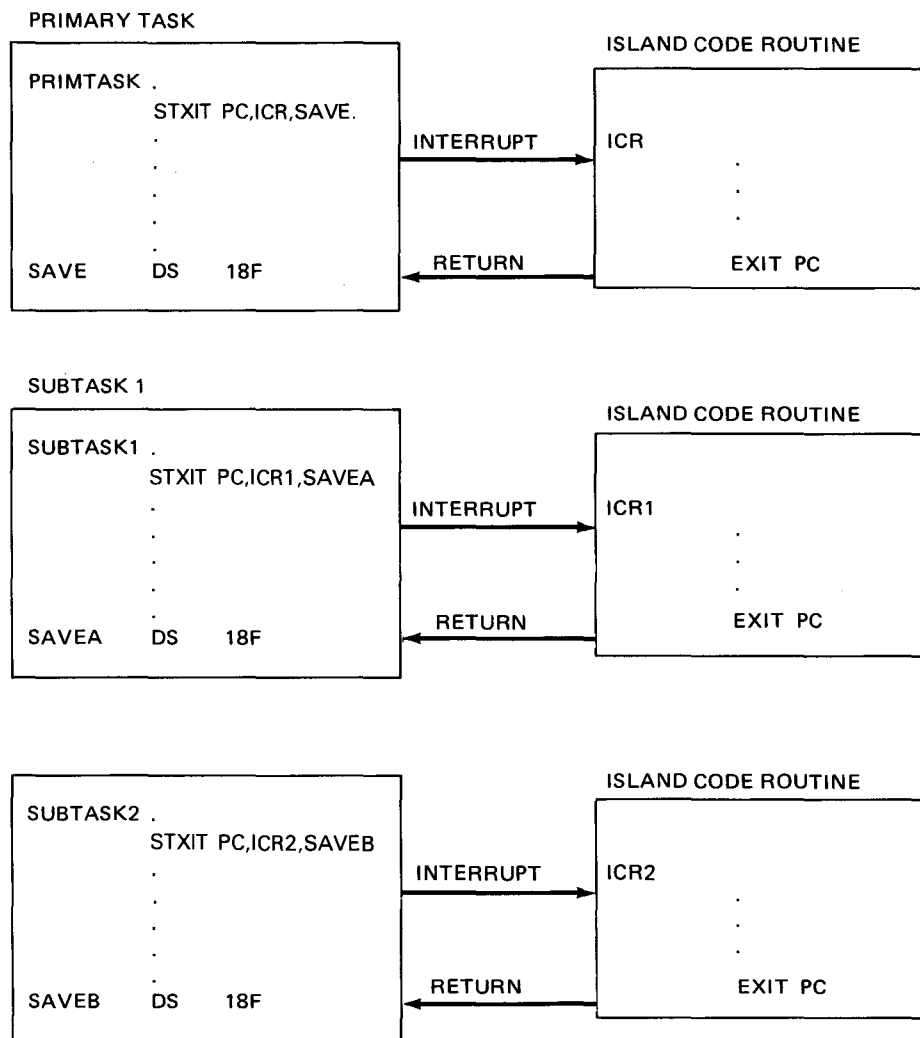 PRIMARY TASK
ISLAND CODE ROUTINE
PRIMTASK .
STXIT PC,ICR,SAVE.
.
.
.
.
.
SAVE DS 18F
INTERRUPT
RETURN
ICR
.
.
.
EXIT PC
SUBTASK 1
ISLAND CODE ROUTINE
SUBTASK1 .
STXIT PC,ICR1,SAVEA
.
.
.
.
.
SAVEA DS 18F
INTERRUPT
RETURN
ICR1
.
.
.
EXIT PC
ISLAND CODE ROUTINE
SUBTASK2 .
STXIT PC,ICR2,SAVEB
.
.
.
.
.
SAVEB DS 18F
INTERRUPT
RETURN
ICR2
.
.
.
EXIT PC